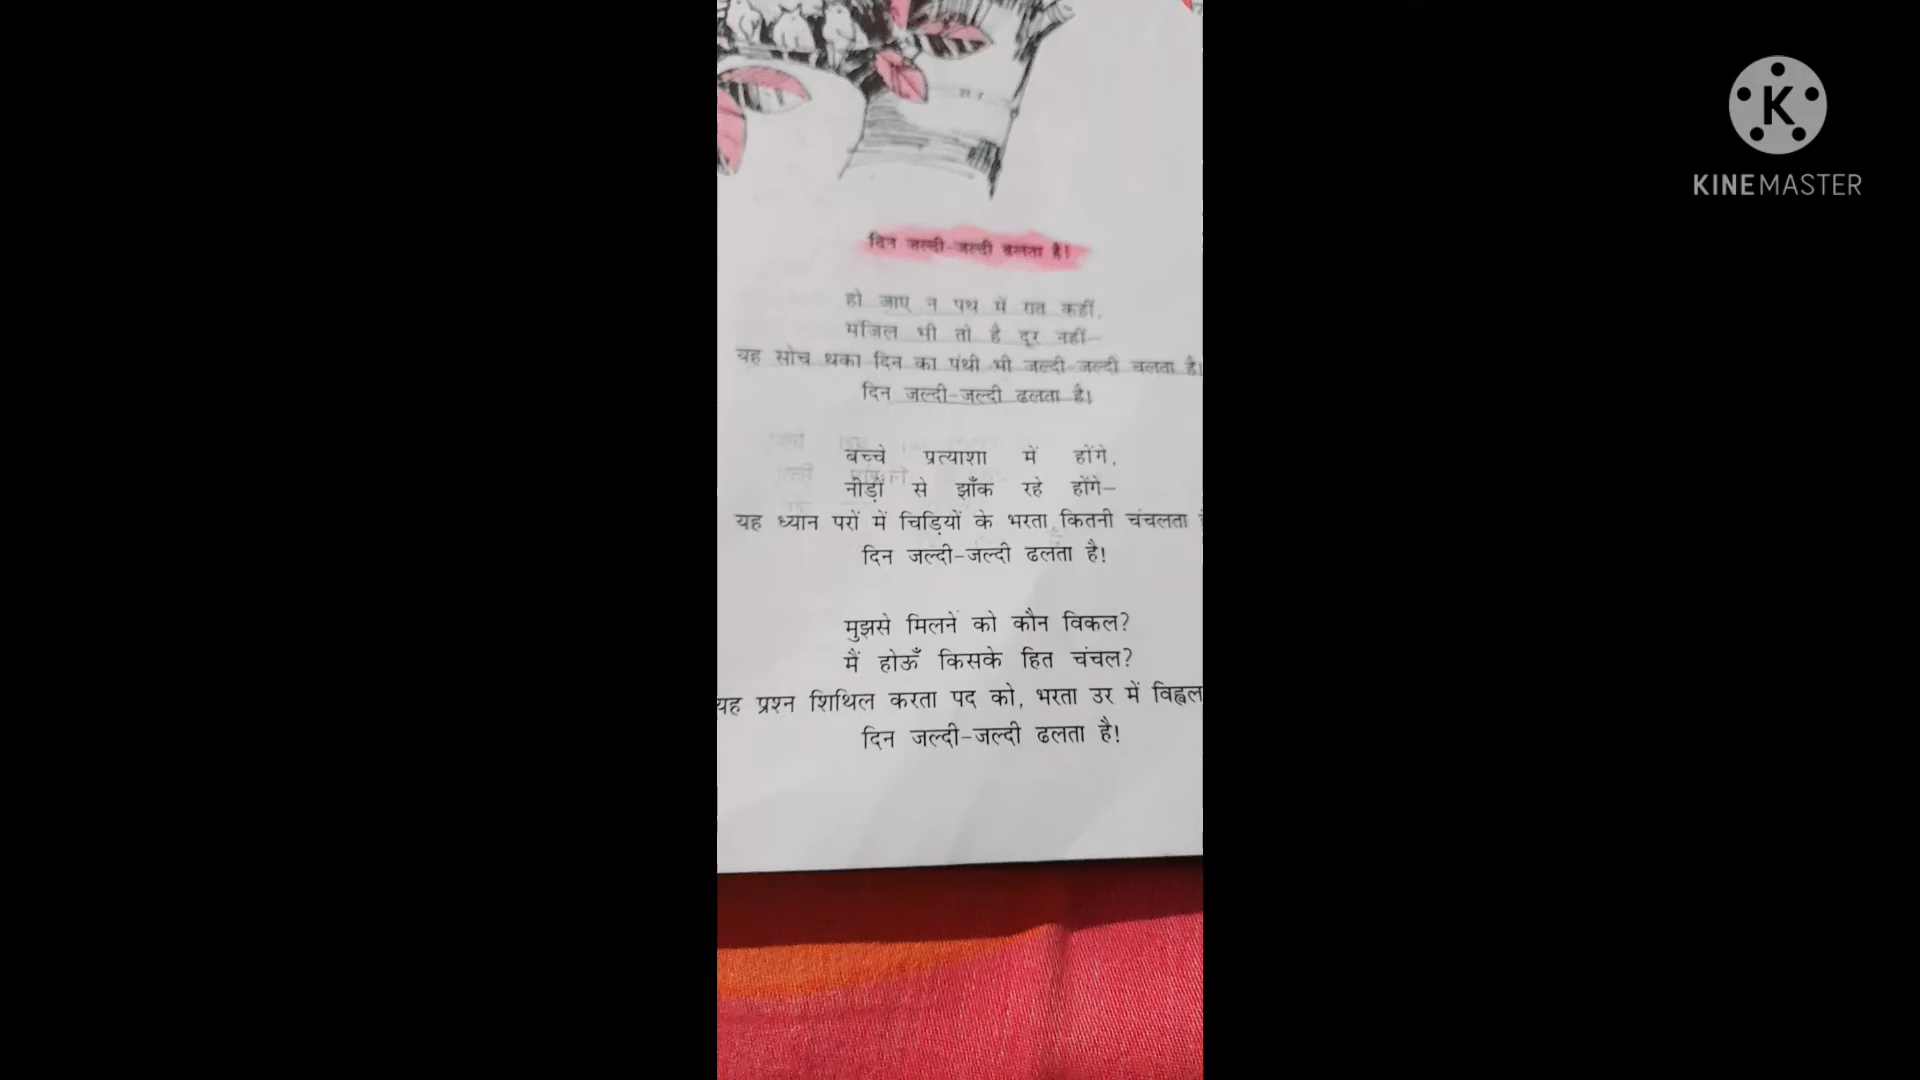 KINEMASTER
दिन जल्दी-जल्दी ढलता है!
हो जाए न पथ में रात कहीं,
मंजिल भी तो है दूर नहीं–
यह सोच थका दिन का पंथी भी जल्दी-जल्दी चलता है!
दिन जल्दी-जल्दी ढलता है!
बच्चे प्रत्याशा में होंगे,
नीड़ों से झाँक रहे होंगे–
यह ध्यान परों में चिड़ियों के भरता कितनी चंचलता
दिन जल्दी-जल्दी ढलता है!
मुझसे मिलने को कौन विकल?
मैं होऊँ किसके हित चंचल?
यह प्रश्न शिथिल करता पद को, भरता उर में विह्वल
दिन जल्दी-जल्दी ढलता है!